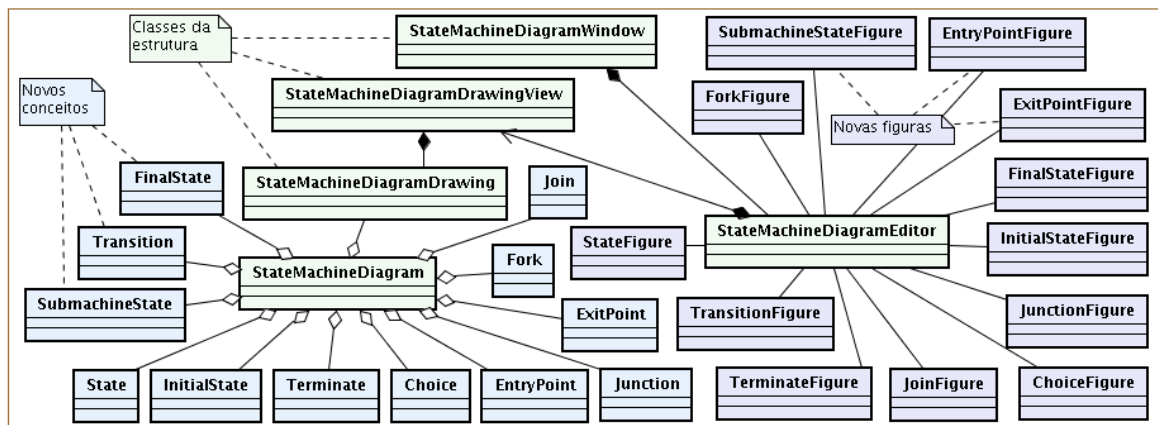 Classes da
estrutura
StateMachineDiagramWindow
SubmachineStateFigure
EntryPointFigure
Novos
conceitos
StateMachineDiagramDrawingView
ForkFigure
ExitPointFigure
Novas figuras
FinalState
StateMachineDiagramDrawing
Join
FinalStateFigure
Transition
StateMachineDiagram
Fork
StateFigure
StateMachineDiagramEditor
InitialStateFigure
SubmachineState
ExitPoint
TransitionFigure
JunctionFigure
State
InitialState
Terminate
Choice
EntryPoint
Junction
TerminateFigure
JoinFigure
ChoiceFigure